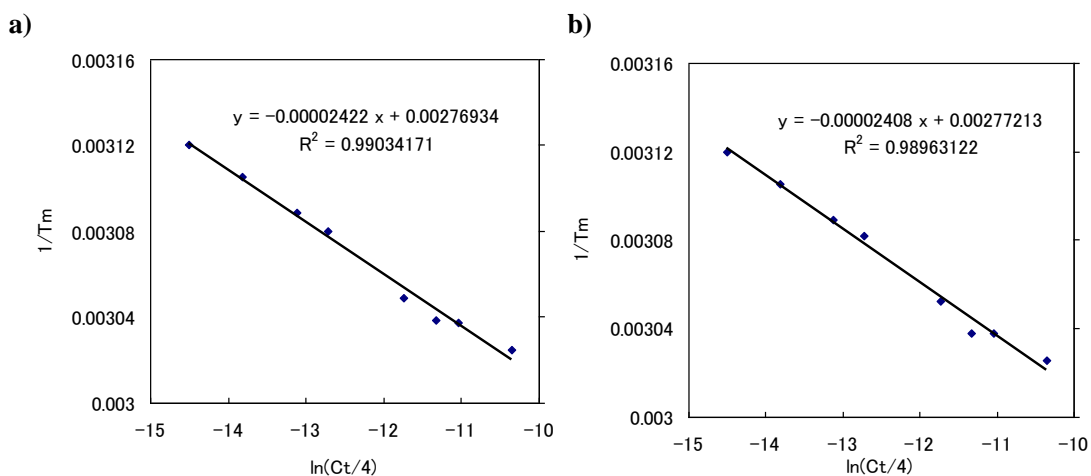 a)
0.00316
0.00312
0.00308
0.00304
0.003
1/Tm
y = −0.00002422 x + 0.00276934
R² = 0.99034171
−15 −14 −13 −12 −11 −10
ln(Ct/4)
b)
0.00316
0.00312
0.00308
0.00304
0.003
1/Tm
y = −0.00002408 x + 0.00277213
R² = 0.98963122
−15 −14 −13 −12 −11 −10
ln(Ct/4)